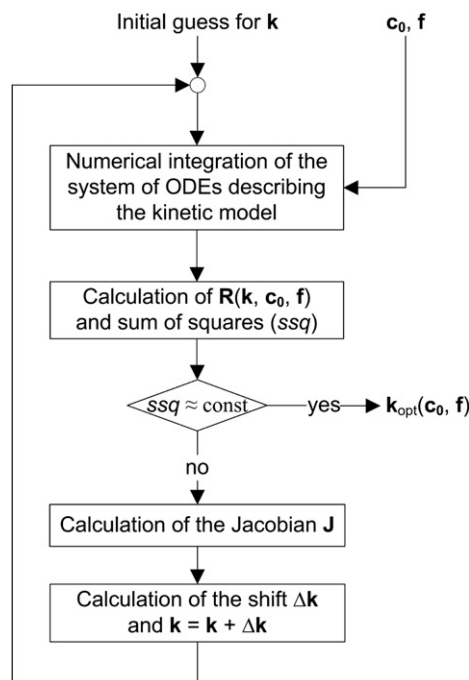 Initial guess for k
c0, f
Numerical integration of the
system of ODEs describing
the kinetic model
Calculation of R(k, c0, f)
and sum of squares (ssq)
ssq ≈ const
yes
kopt(c0, f)
no
Calculation of the Jacobian J
Calculation of the shift Δk
and k = k + Δk